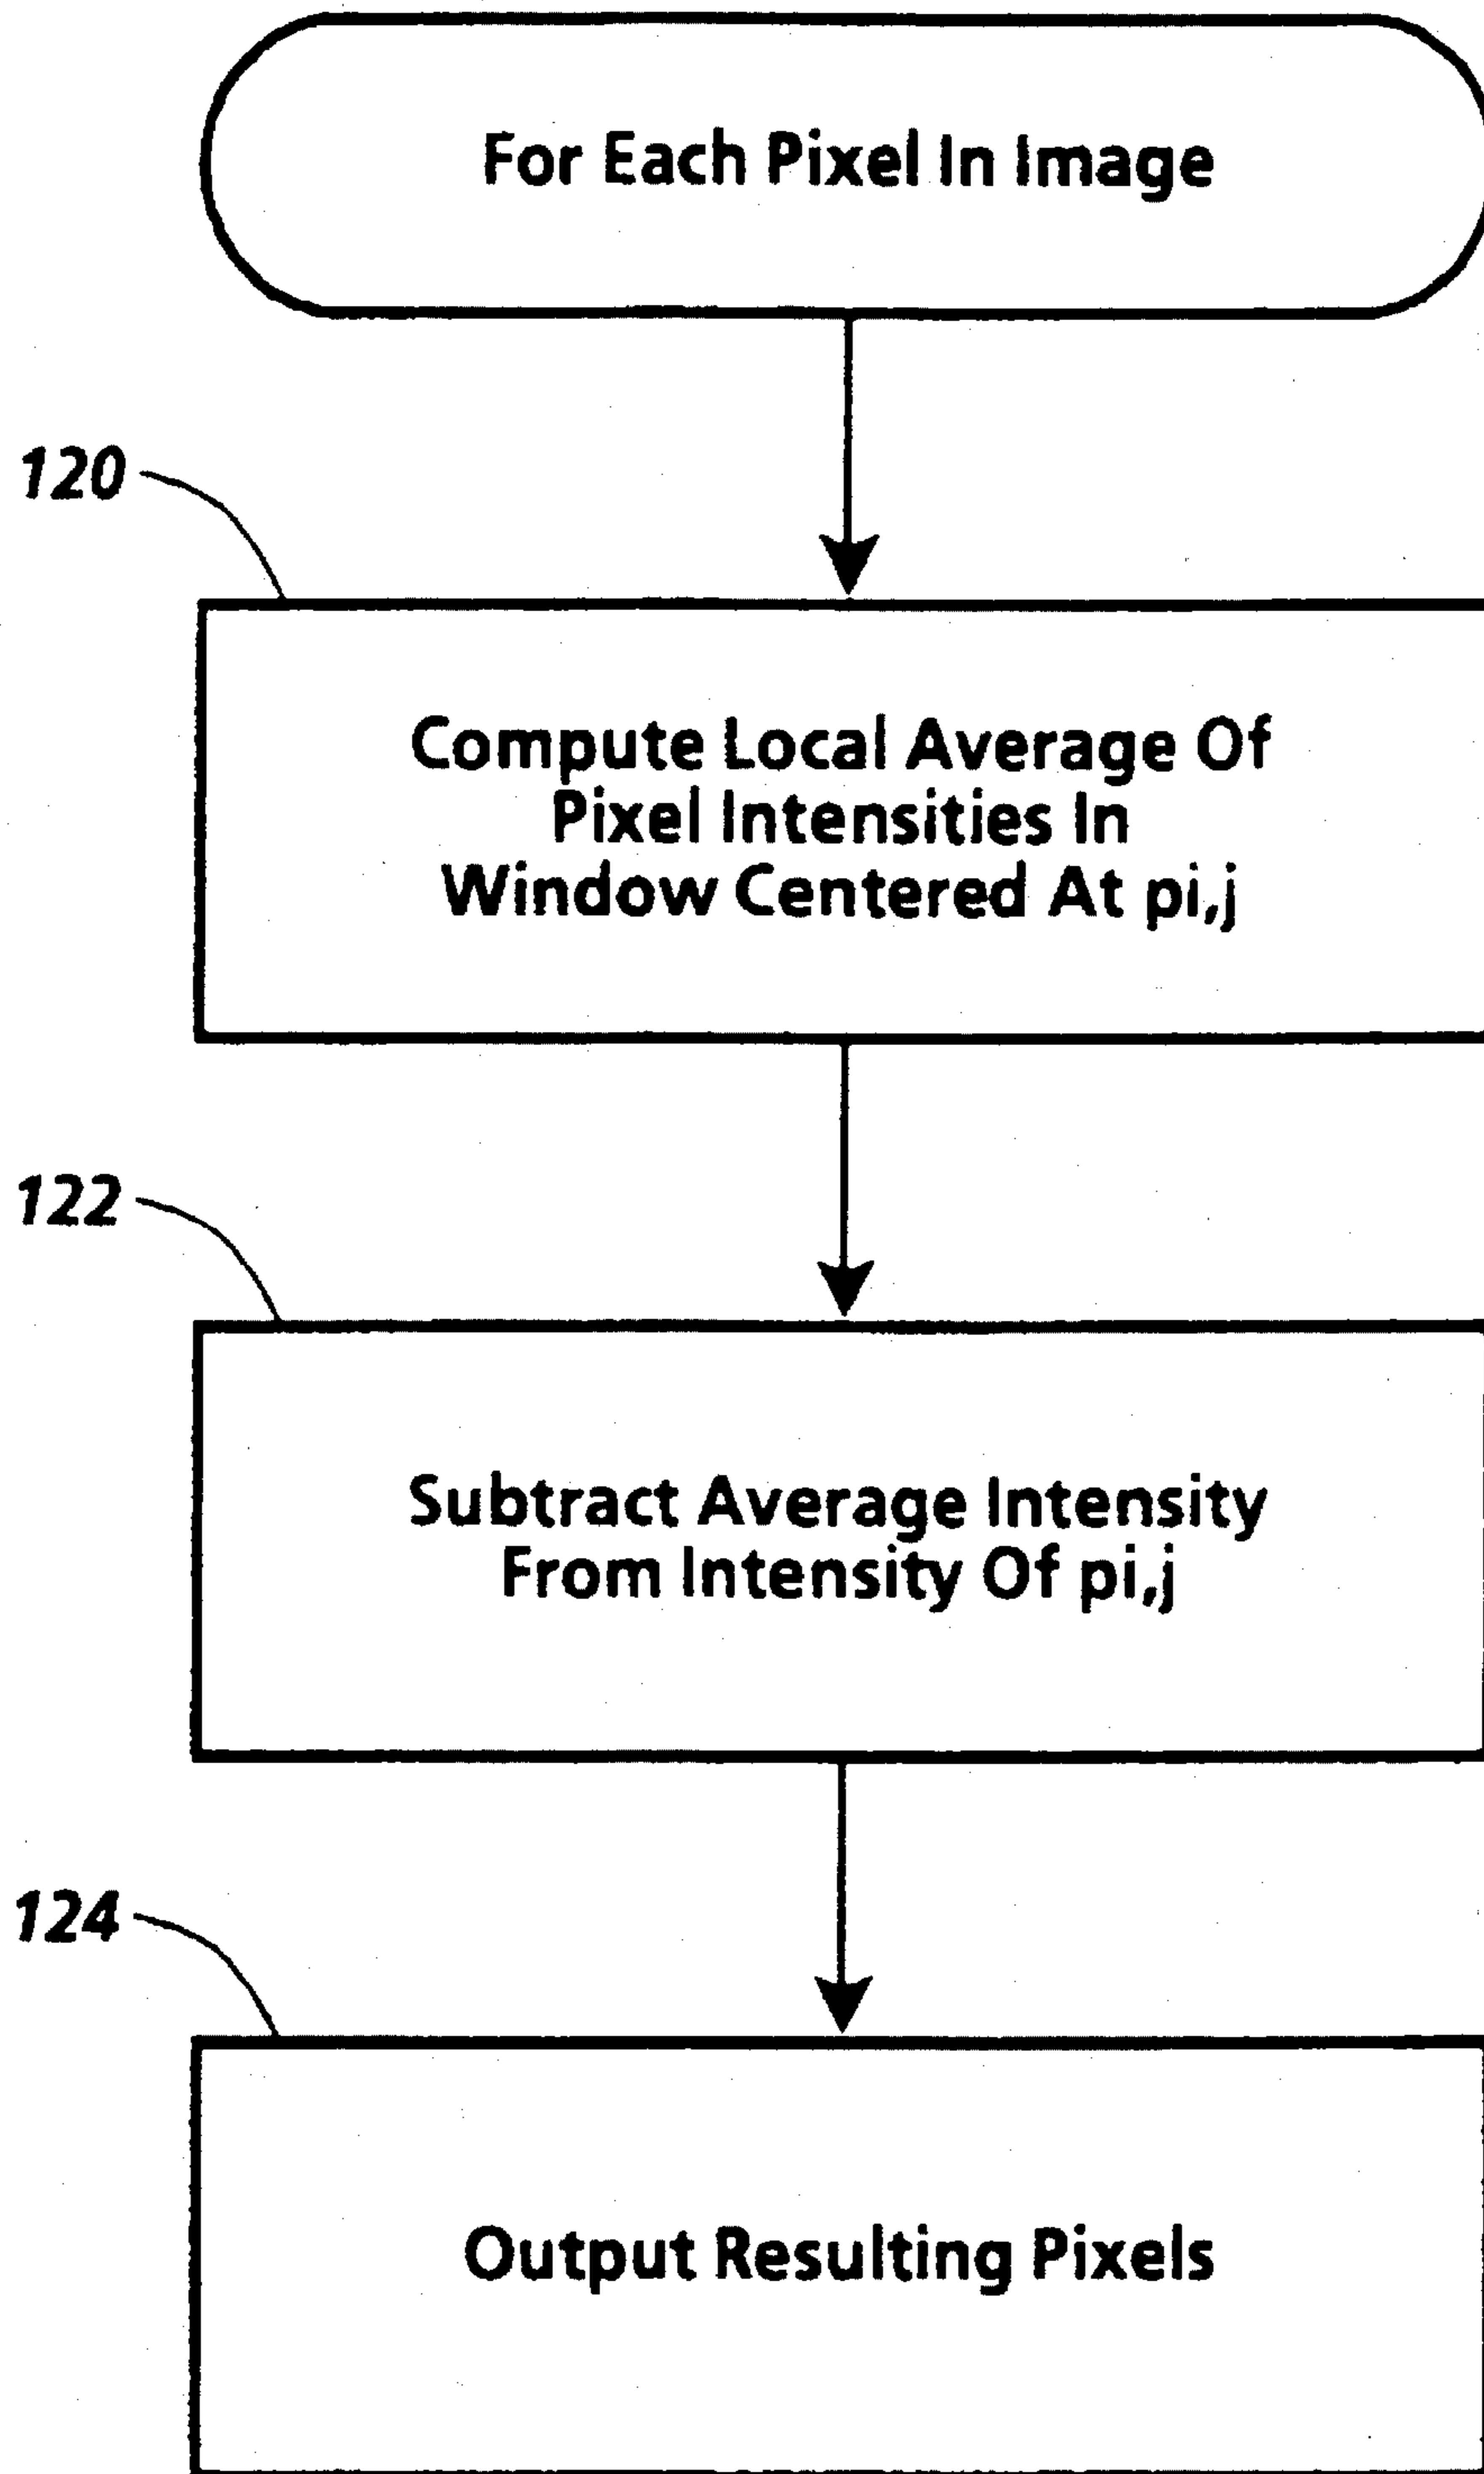 For Each Pixel In Image
120
Compute Local Average Of
Pixel Intensities In
Window Centered At pi,j
122
Subtract Average Intensity
From Intensity Of pi,j
124
Output Resulting Pixels